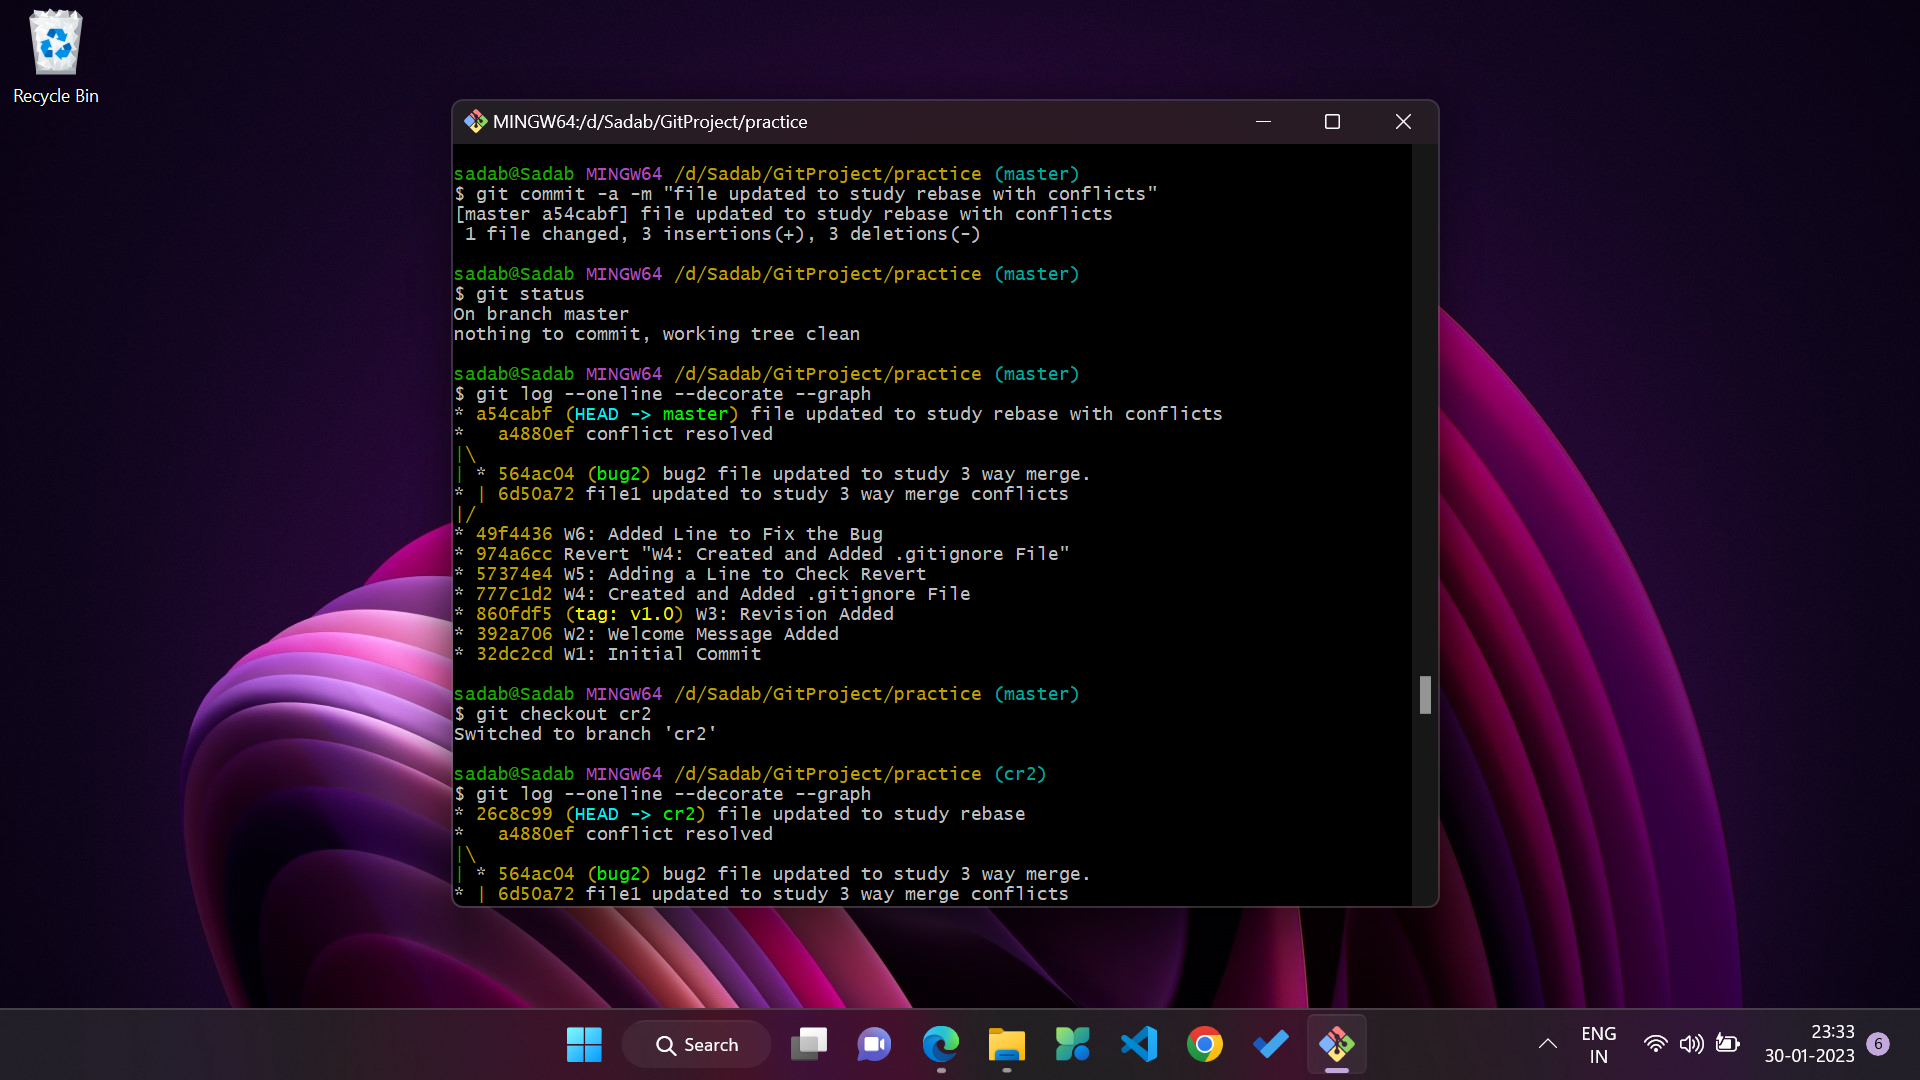 Recycle Bin
MINGW64:/d/Sadab/GitProject/practice
sadab@Sadab MINGW64 /d/Sadab/GitProject/practice (master)
$ git commit -a -m "file updated to study rebase with conflicts"
[master a54cabf] file updated to study rebase with conflicts
 1 file changed, 3 insertions(+), 3 deletions(-)
sadab@Sadab MINGW64 /d/Sadab/GitProject/practice (master)
$ git status
On branch master
nothing to commit, working tree clean
sadab@Sadab MINGW64 /d/Sadab/GitProject/practice (master)
$ git log --oneline --decorate --graph
* a54cabf (HEAD -> master) file updated to study rebase with conflicts
*   a4880ef conflict resolved
|\
| * 564ac04 (bug2) bug2 file updated to study 3 way merge.
* | 6d50a72 file1 updated to study 3 way merge conflicts
|/
* 49f4436 W6: Added Line to Fix the Bug
* 974a6cc Revert "W4: Created and Added .gitignore File"
* 57374e4 W5: Adding a Line to Check Revert
* 777c1d2 W4: Created and Added .gitignore File
* 860fdf5 (tag: v1.0) W3: Revision Added
* 392a706 W2: Welcome Message Added
* 32dc2cd W1: Initial Commit
sadab@Sadab MINGW64 /d/Sadab/GitProject/practice (master)
$ git checkout cr2
Switched to branch 'cr2'
sadab@Sadab MINGW64 /d/Sadab/GitProject/practice (cr2)
$ git log --oneline --decorate --graph
* 26c8c99 (HEAD -> cr2) file updated to study rebase
*   a4880ef conflict resolved
|\
| * 564ac04 (bug2) bug2 file updated to study 3 way merge.
* | 6d50a72 file1 updated to study 3 way merge conflicts
Search
ENG
IN
23:33
30-01-2023
6